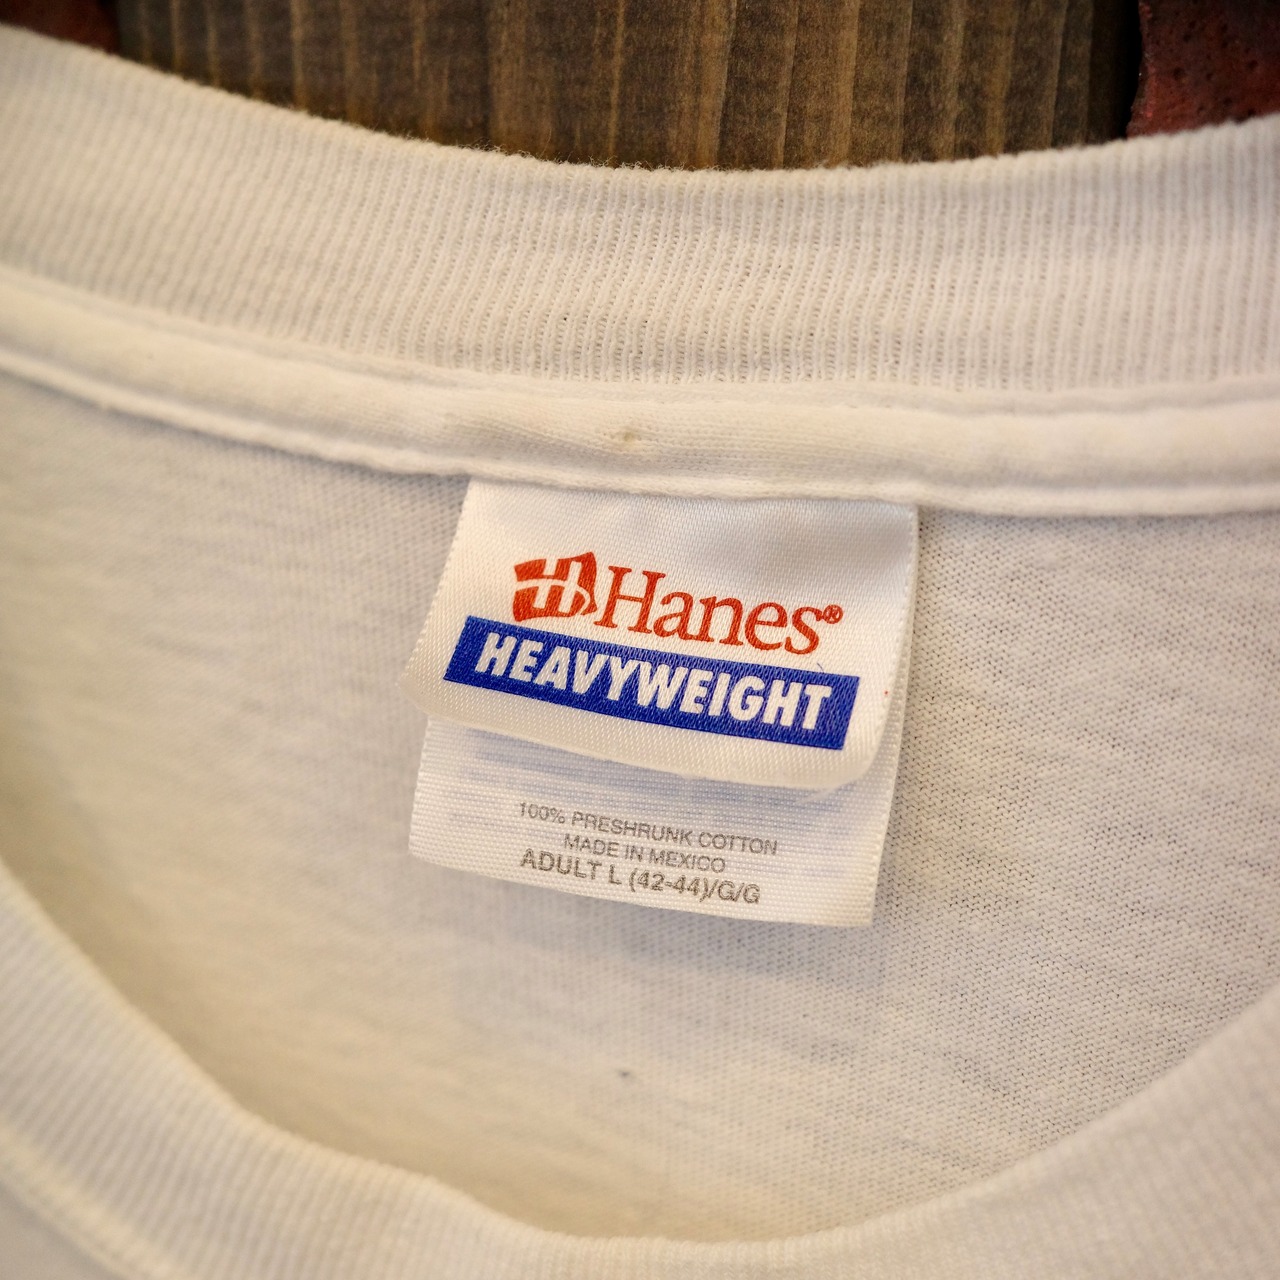 Hanes®
HEAVYWEIGHT
100% PRESHRUNK COTTON
MADE IN MEXICO
ADULT L (42-44)/G/G